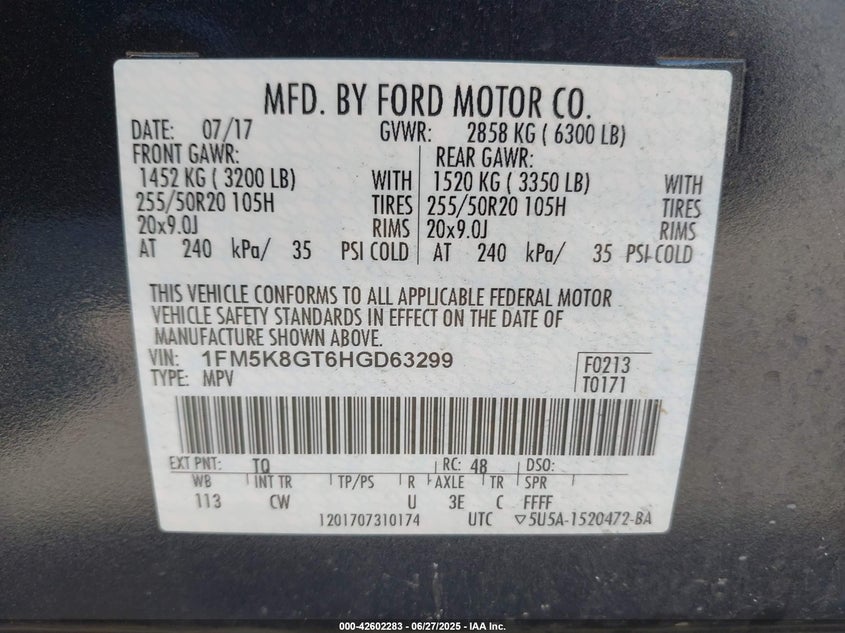 MFD. BY FORD MOTOR CO.
DATE: 07/17 GVWR: 2858 KG ( 6300 LB)
FRONT GAWR: REAR GAWR:
1452 KG ( 3200 LB) WITH 1520 KG ( 3350 LB) WITH
255/50R20 105H TIRES 255/50R20 105H TIRES
20x9.0J RIMS 20x9.0J RIMS
AT 240 kPa/ 35 PSI COLD AT 240 kPa/ 35 PSI COLD
THIS VEHICLE CONFORMS TO ALL APPLICABLE FEDERAL MOTOR
VEHICLE SAFETY STANDARDS IN EFFECT ON THE DATE OF
MANUFACTURE SHOWN ABOVE.
VIN: 1FM5K8GT6HGD63299 F0213
TYPE: MPV T0171
EXT PNT: TQ RC: 48 DSO:
WB INT TR TP/PS R AXLE TR SPR
113 CW U 3E C FFFF
1201707310174 UTC ▽5U5A-1520472-BA
000-42602283 - 06/27/2025 - IAA Inc.